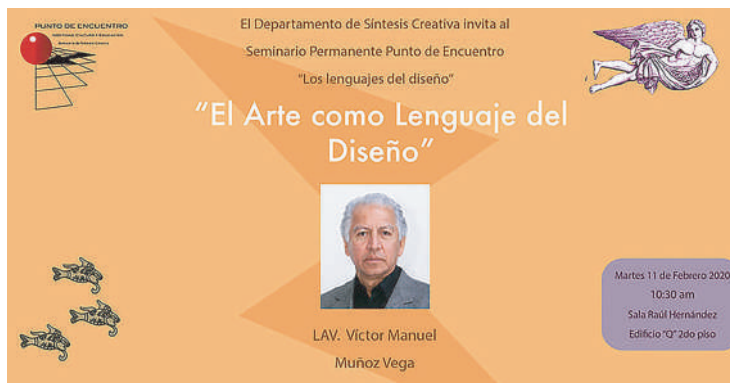 PUNTO DE ENCUENTRO
El Departamento de Síntesis Creativa invita al
Seminario Permanente Punto de Encuentro
"Los lenguajes del diseño"
"El Arte como Lenguaje del
Diseño"
LAV. Víctor Manuel
Muñoz Vega
Martes 11 de Febrero 2020
10:30 am
Sala Raúl Hernández
Edificio "Q" 2do piso